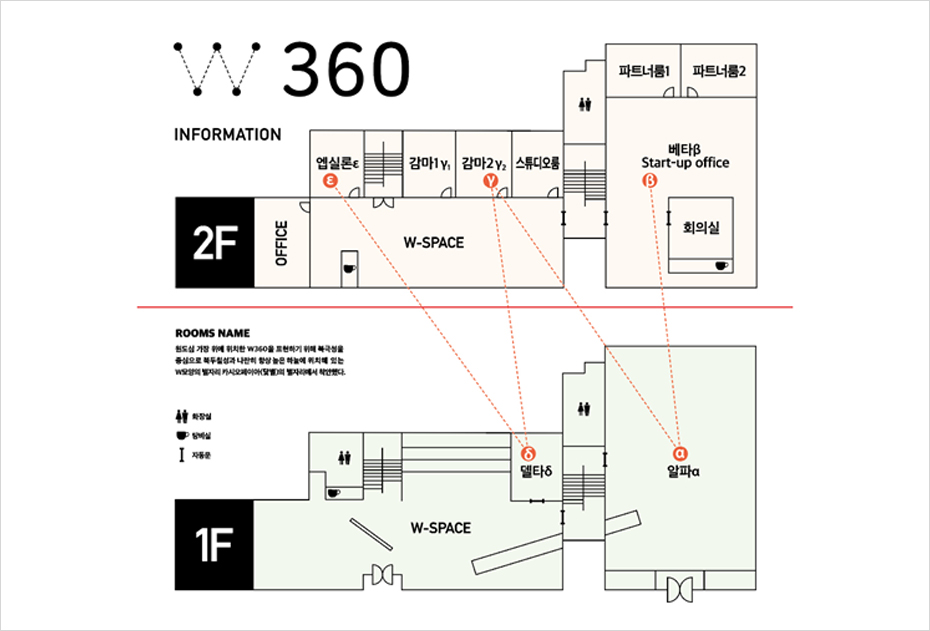 W 360
INFORMATION
파트너룸1
파트너룸2
엡실론ε
감마1 γ₁
감마2 γ₂
스튜디오룸
베타β
Start-up office
ε
γ
β
2F
OFFICE
W-SPACE
회의실
ROOMS NAME
원도심 가장 위에 위치한 W360을 표현하기 위해 북극성을
중심으로 북두칠성과 나란히 항상 높은 하늘에 위치해 있는
W모양의 별자리 카시오페이아(닻별)의 별자리에서 착안했다.
화장실
탕비실
자동문
δ
델타δ
α
알파α
W-SPACE
1F